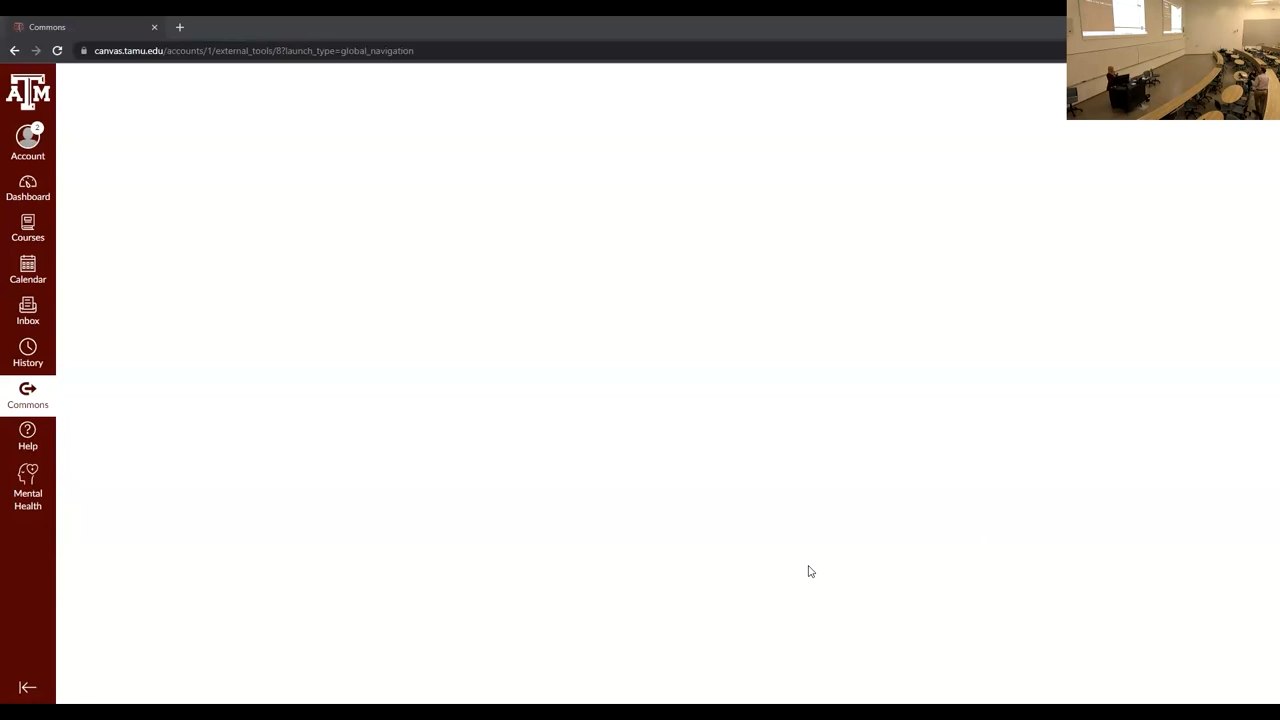 Commons
canvas.tamu.edu/accounts/1/external_tools/8?launch_type=global_navigation
ATM
2
Account
Dashboard
Courses
Calendar
Inbox
History
Commons
Help
Mental
Health